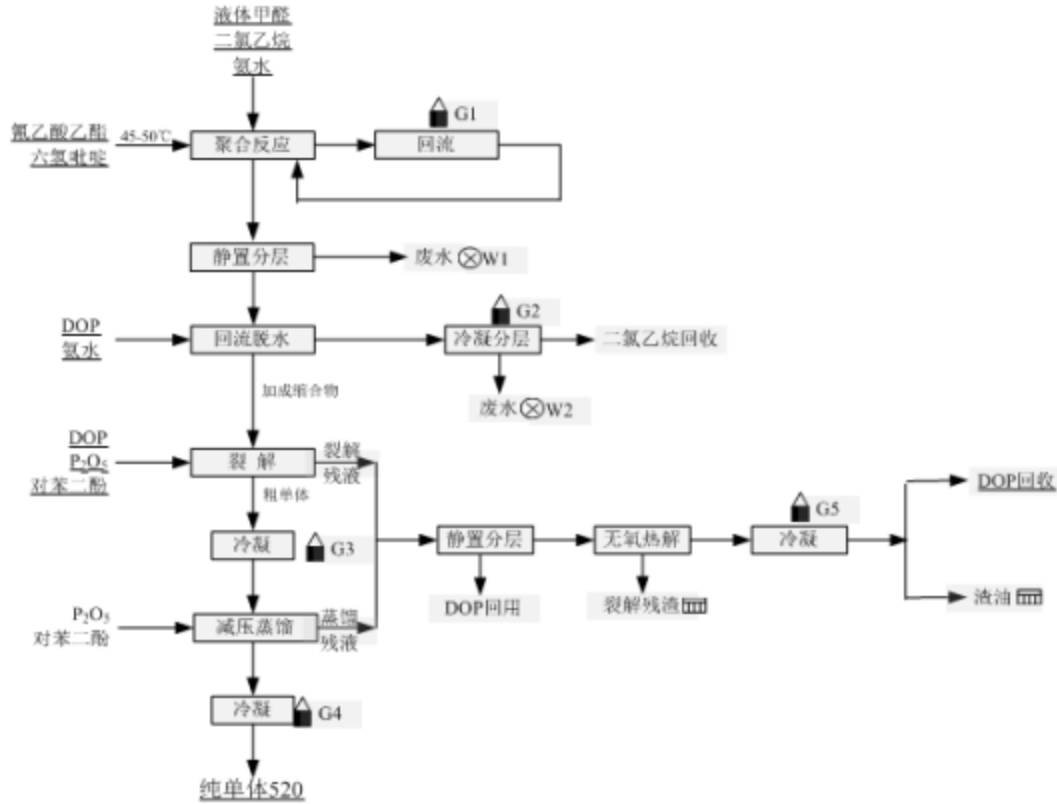 液体甲醛
二氯乙烷
氨水
G1
氰乙酸乙酯
六氢吡啶
45-50℃
聚合反应
回流
静置分层
废水
W1
G2
DOP
氨水
回流脱水
冷凝分层
二氯乙烷回收
加成缩合物
废水
W2
DOP
P₂O₅
对苯二酚
裂 解
裂解
残液
粗单体
DOP回收
G5
冷凝
G3
静置分层
无氧热解
冷凝
DOP回用
裂解残渣
渣油
P₂O₅
对苯二酚
减压蒸馏
蒸馏
残液
冷凝
G4
纯单体520